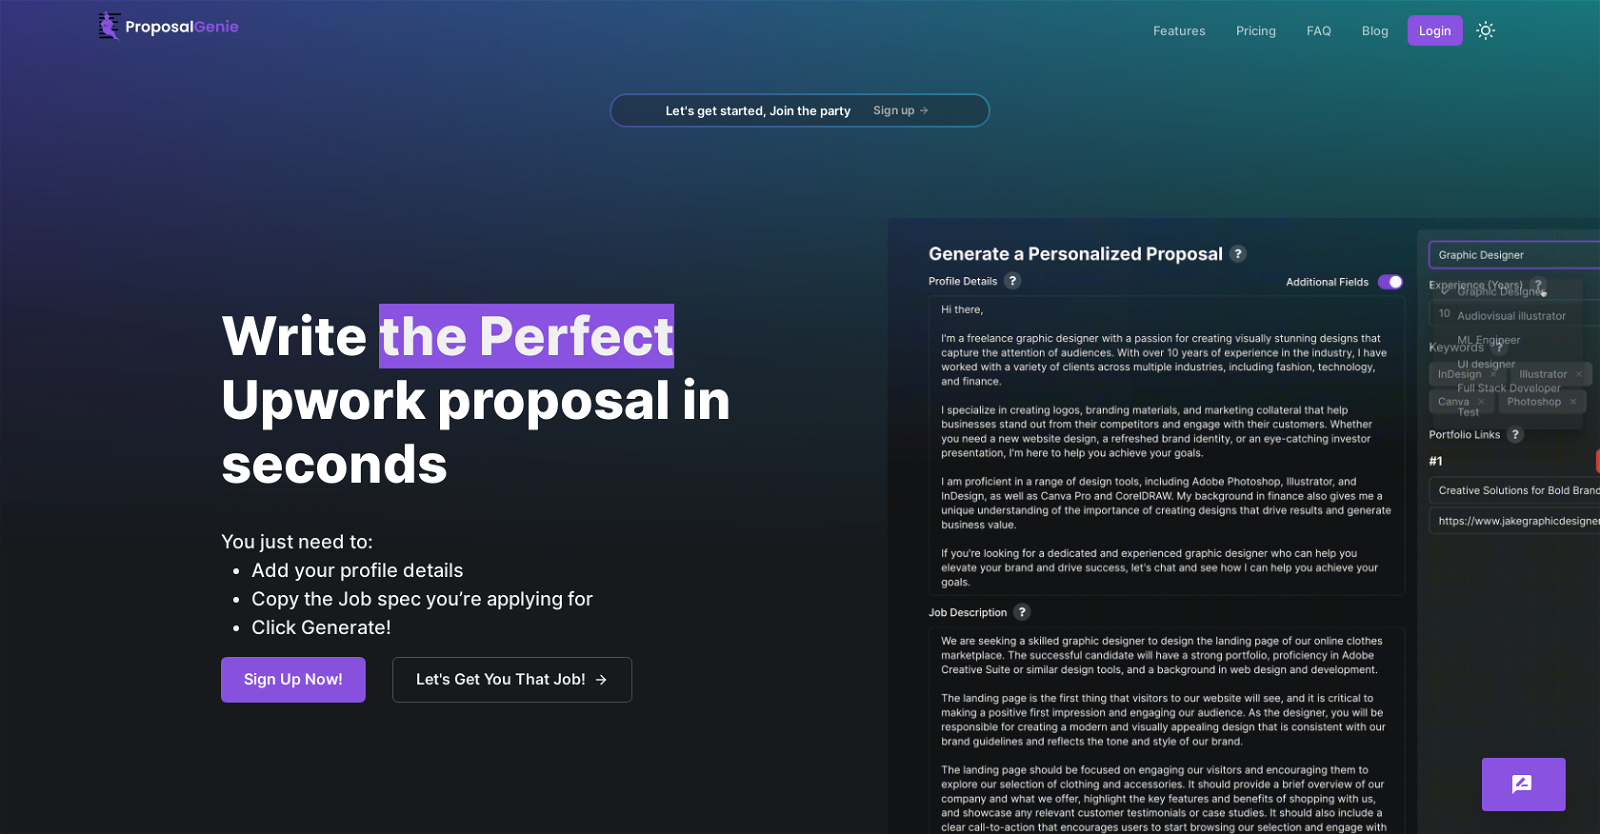 ProposalGenie
Features
Pricing
FAQ
Blog
Login
Let's get started, Join the party
Sign up →
Write the Perfect
Upwork proposal in
seconds
You just need to:
• Add your profile details
• Copy the Job spec you’re applying for
• Click Generate!
Sign Up Now!
Let's Get You That Job! →
Generate a Personalized Proposal ?
Profile Details ?
Additional Fields
Hi there,
I'm a freelance graphic designer with a passion for creating visually stunning designs that
capture the attention of audiences. With over 10 years of experience in the industry, I have
worked with a variety of clients across multiple industries, including fashion, technology,
and finance.
I specialize in creating logos, branding materials, and marketing collateral that help
businesses stand out from their competitors and engage with their customers. Whether
you need a new website design, a refreshed brand identity, or an eye-catching investor
presentation, I'm here to help you achieve your goals.
I am proficient in a range of design tools, including Adobe Photoshop, Illustrator, and
InDesign, as well as Canva Pro and CorelDRAW. My background in finance also gives me a
unique understanding of the importance of creating designs that drive results and generate
business value.
If you're looking for a dedicated and experienced graphic designer who can help you
elevate your brand and drive success, let's chat and see how I can help you achieve your
goals.
Job Description ?
We are seeking a skilled graphic designer to design the landing page of our online clothes
marketplace. The successful candidate will have a strong portfolio, proficiency in Adobe
Creative Suite or similar design tools, and a background in web design and development.
The landing page is the first thing that visitors to our website will see, and it is critical to
making a positive first impression and engaging our audience. As the designer, you will be
responsible for creating a modern and visually appealing design that is consistent with our
brand guidelines and reflects the tone and style of our brand.
The landing page should be focused on engaging our visitors and encouraging them to
explore our selection of clothing and accessories. It should provide a brief overview of our
company and what we offer, highlight the key features and benefits of shopping with us,
and showcase any relevant customer testimonials or case studies. It should also include a
clear call-to-action that encourages users to start browsing our selection and engage with
Graphic Designer
Experience (Years) ?
Graphic Designer
10
Audiovisual illustrator
ML Engineer
Keywords ?
UI designer
InDesign ×
Illustrator ×
Full Stack Developer
Canva ×
Photoshop ×
Test
Portfolio Links ?
#1
Creative Solutions for Bold Brand
https://www.jakegraphicdesigner